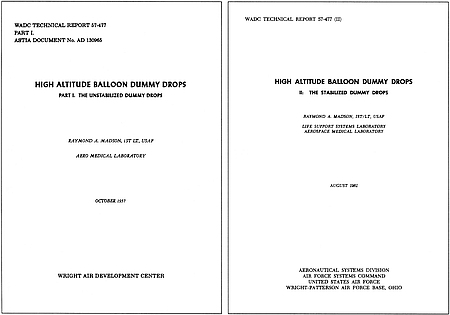 WADC TECHNICAL REPORT 57-477
PART I.
ASTIA DOCUMENT No. AD 130965
HIGH ALTITUDE BALLOON DUMMY DROPS
PART I. THE UNSTABILIZED DUMMY DROPS
RAYMOND A. MADSON, 1ST LT, USAF
AERO MEDICAL LABORATORY
OCTOBER 1957
WRIGHT AIR DEVELOPMENT CENTER
WADC TECHNICAL REPORT 57-477 (II)
HIGH ALTITUDE BALLOON DUMMY DROPS
II: THE STABILIZED DUMMY DROPS
RAYMOND A. MADSON, 1ST/LT, USAF
LIFE SUPPORT SYSTEMS LABORATORY
AEROSPACE MEDICAL LABORATORY
AUGUST 1961
AERONAUTICAL SYSTEMS DIVISION
AIR FORCE SYSTEMS COMMAND
UNITED STATES AIR FORCE
WRIGHT-PATTERSON AIR FORCE BASE, OHIO